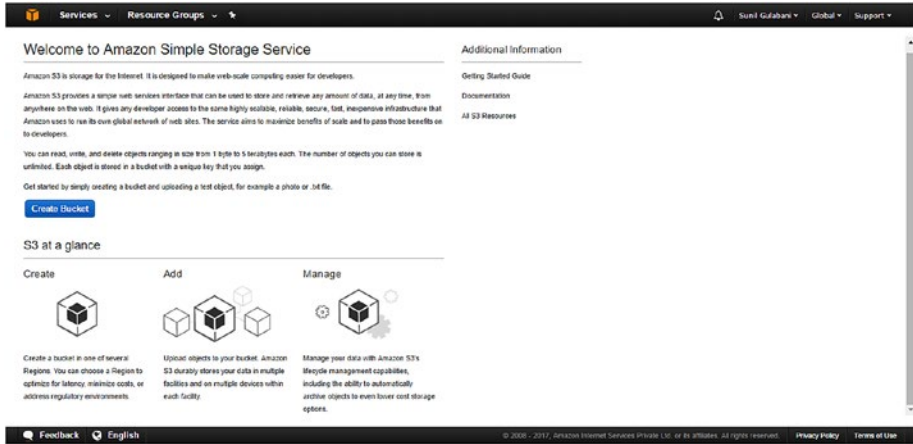 Services Resource Groups Sunil Gulabani Global Support
Welcome to Amazon Simple Storage Service
Amazon S3 is storage for the Internet. It is designed to make web-scale computing easier for developers.
Amazon S3 provides a simple web services interface that can be used to store and retrieve any amount of data, at any time, from
anywhere on the web. It gives any developer access to the same highly scalable, reliable, secure, fast, inexpensive infrastructure that
Amazon uses to run its own global network of web sites. The service aims to maximize benefits of scale and to pass those benefits on
to developers.
You can read, write, and delete objects ranging in size from 1 byte to 5 terabytes each. The number of objects you can store is
unlimited. Each object is stored in a bucket with a unique key that you assign.
Get started by simply creating a bucket and uploading a test object, for example a photo or .txt file.
Create Bucket
S3 at a glance
Create
Create a bucket in one of several
Regions. You can choose a Region to
optimize for latency, minimize costs, or
address regulatory environments.
Add
Upload objects to your bucket. Amazon
S3 durably stores your data in multiple
facilities and on multiple devices within
each facility.
Manage
Manage your data with Amazon S3's
lifecycle management capabilities,
including the ability to automatically
archive objects to even lower cost storage
options.
Additional Information
Getting Started Guide
Documentation
All S3 Resources
Feedback English © 2008 - 2017, Amazon Internet Services Private Ltd. or its affiliates. All rights reserved. Privacy Policy Terms of Use